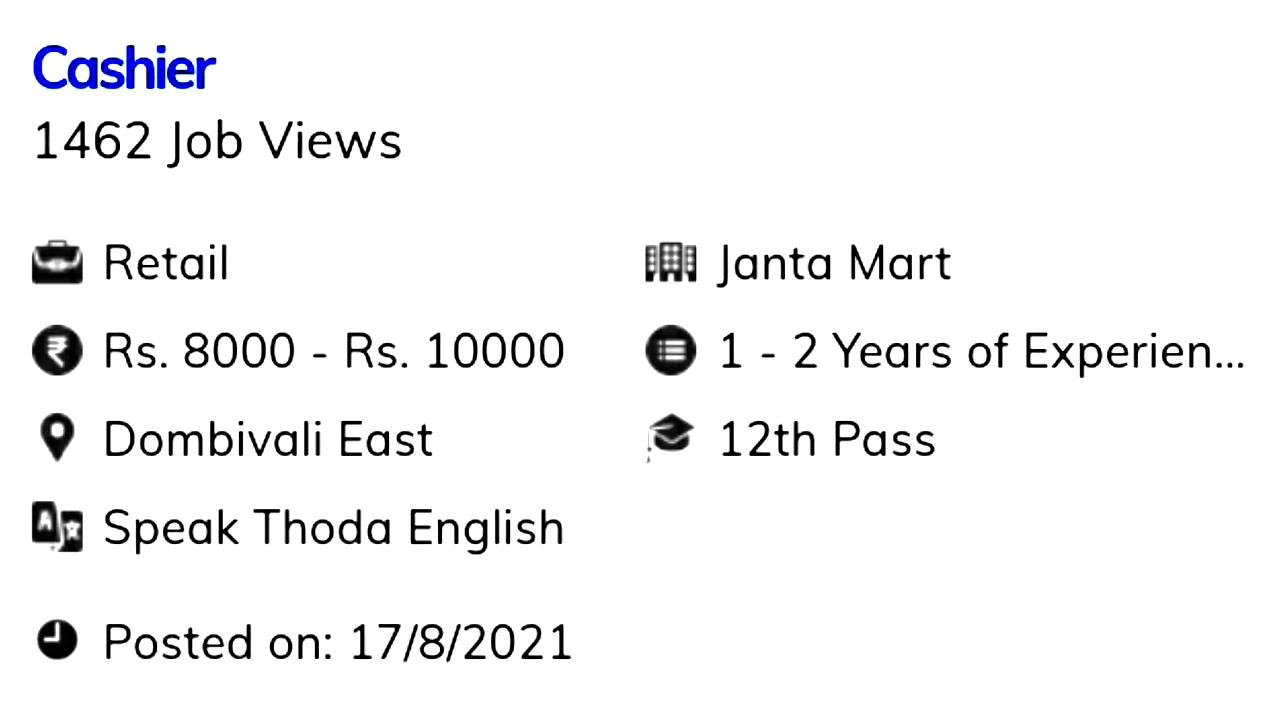 Cashier
1462 Job Views
Retail
Janta Mart
Rs. 8000 - Rs. 10000
1 - 2 Years of Experien...
Dombivali East
12th Pass
Speak Thoda English
Posted on: 17/8/2021